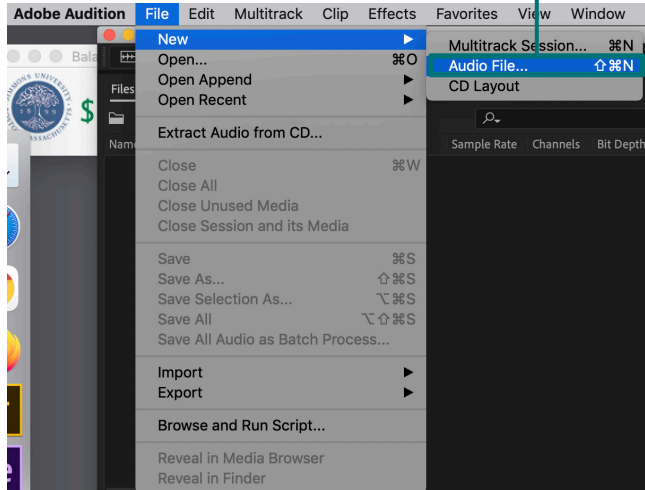 Adobe Audition File Edit Multitrack Clip Effects Favorites View Window
New ▶
Multitrack Session... ⌘N
Open... ⌘O
Audio File... ⇧⌘N
Open Append ▶
CD Layout
Open Recent ▶
Files
$
Extract Audio from CD...
Name
Sample Rate Channels Bit Depth
Close ⌘W
Close All
Close Unused Media
Close Session and its Media
Save ⌘S
Save As... ⇧⌘S
Save Selection As... ⌥⌘S
Save All ⌥⇧⌘S
Save All Audio as Batch Process...
Import ▶
Export ▶
Browse and Run Script...
Reveal in Media Browser
Reveal in Finder